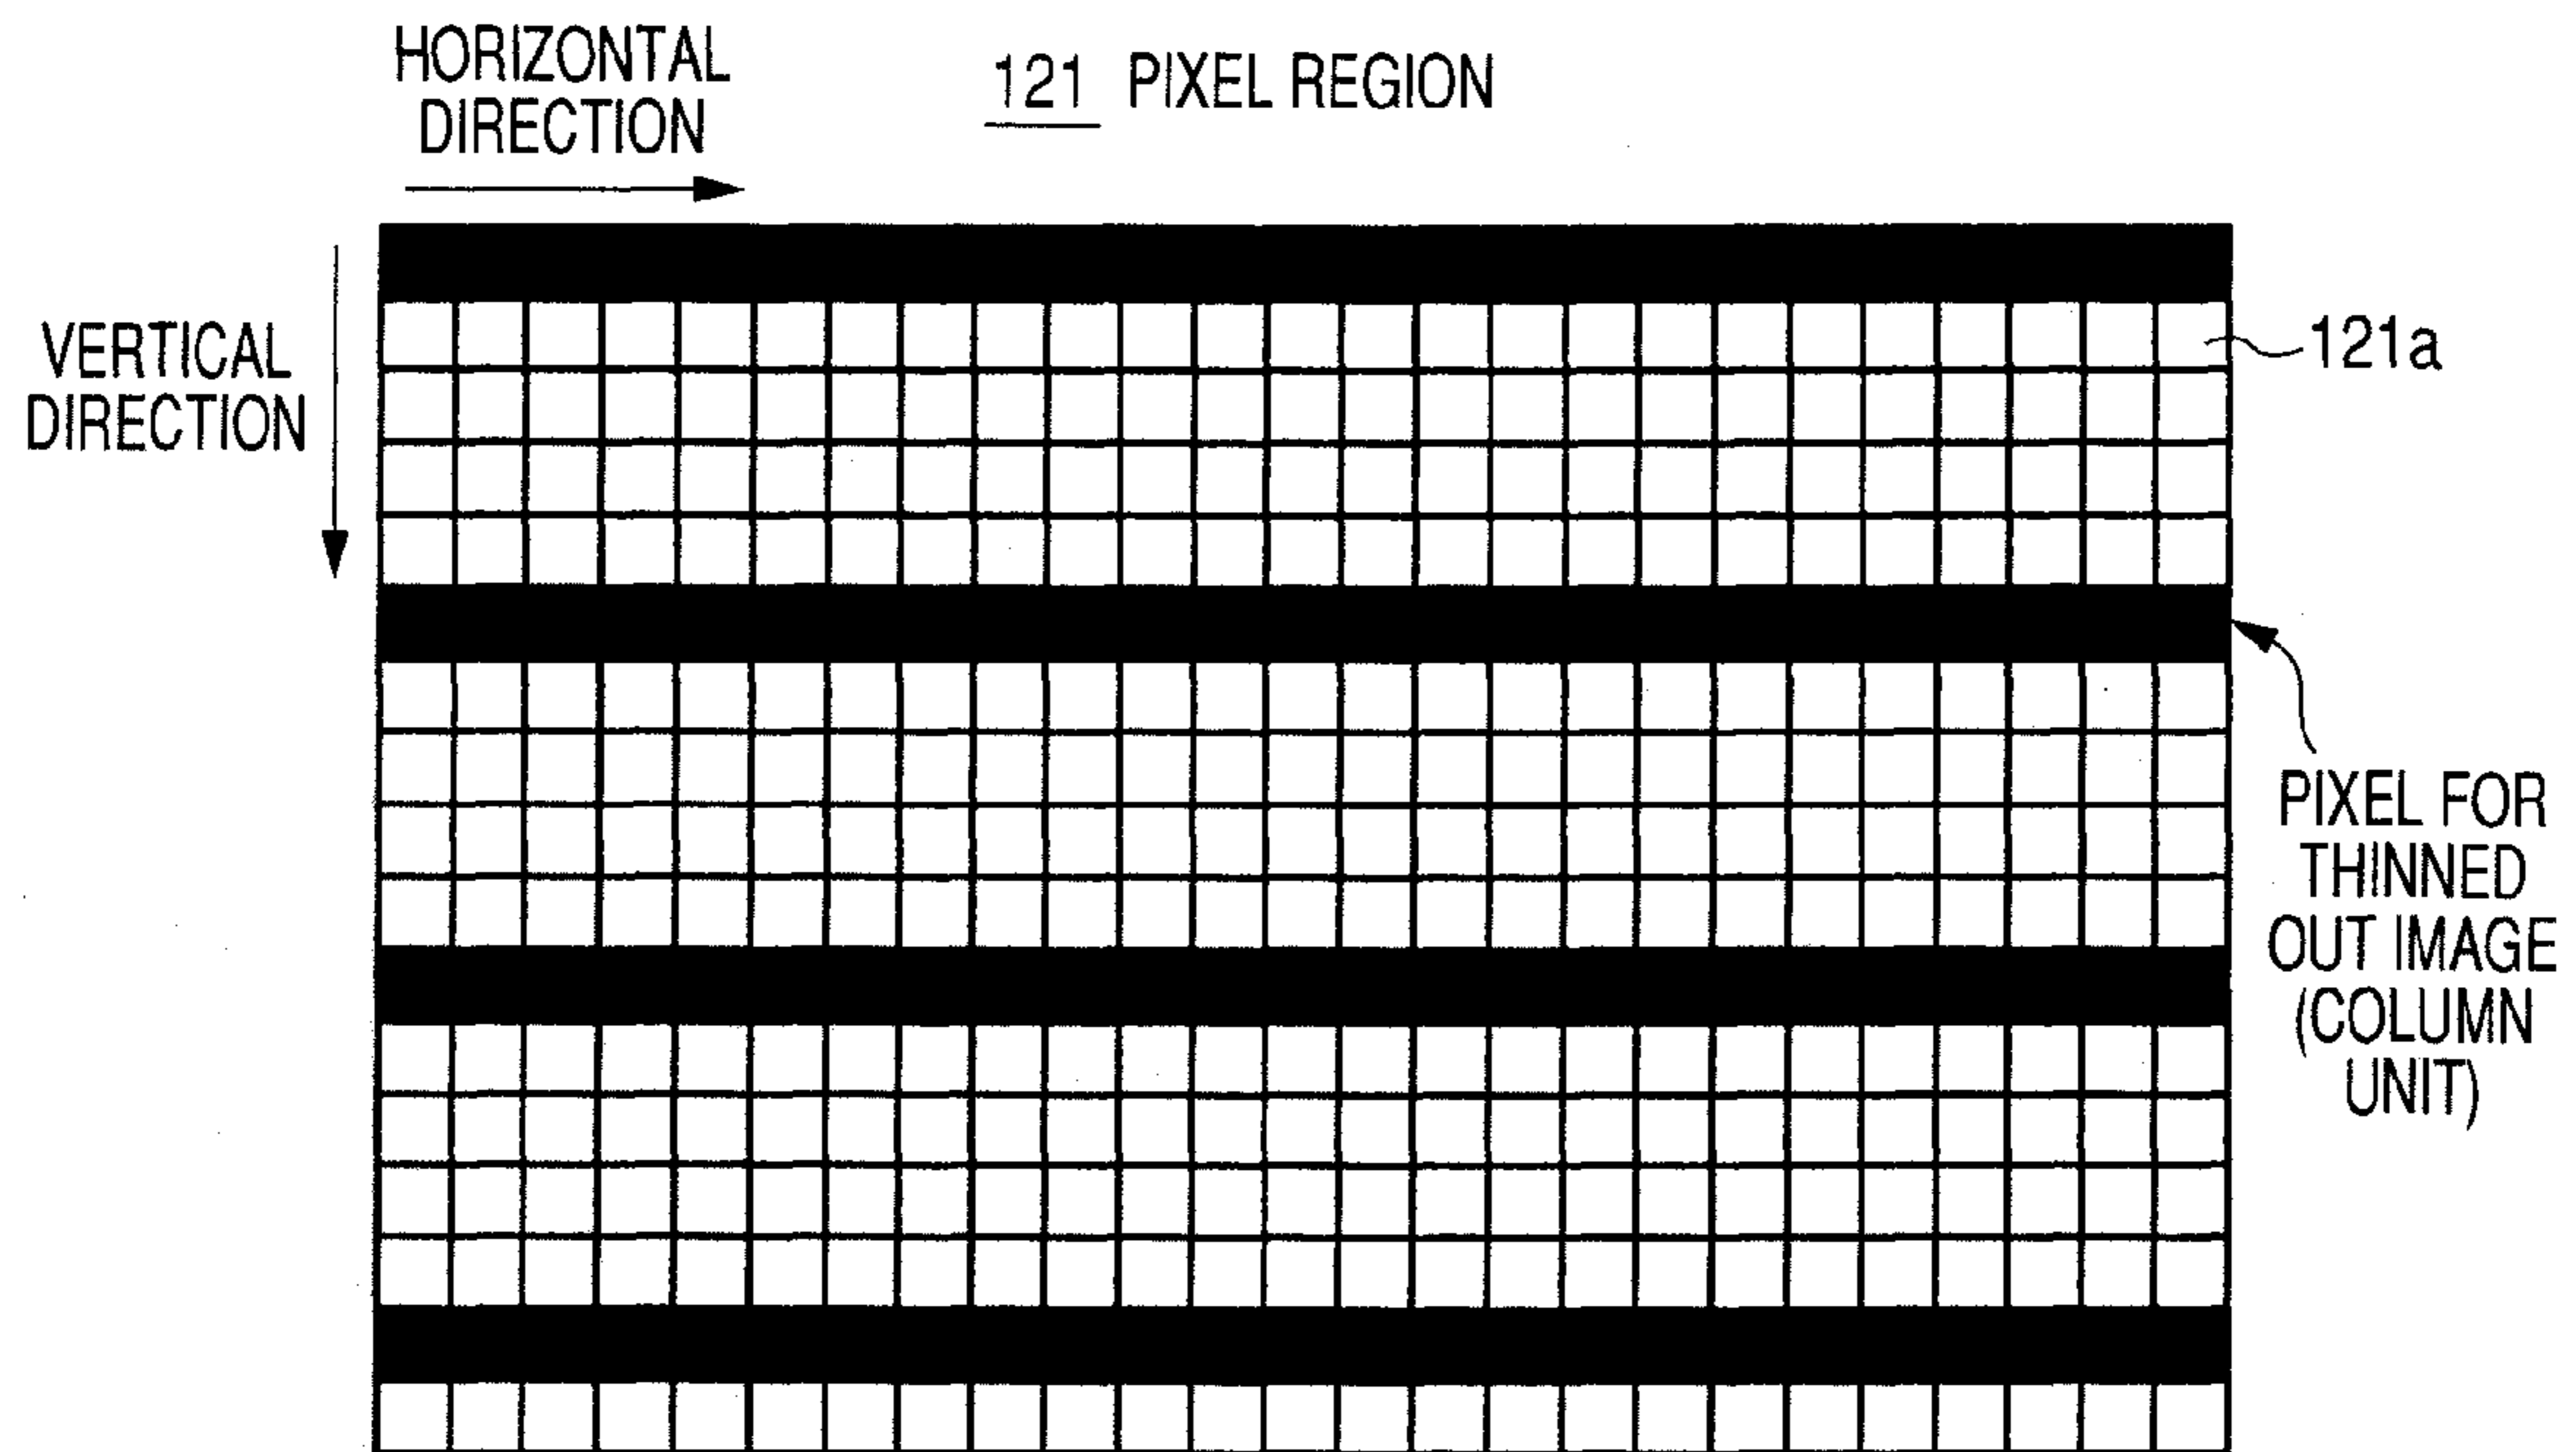 HORIZONTAL
DIRECTION
121 PIXEL REGION
VERTICAL
DIRECTION
121a
PIXEL FOR
THINNED
OUT IMAGE
(COLUMN
UNIT)